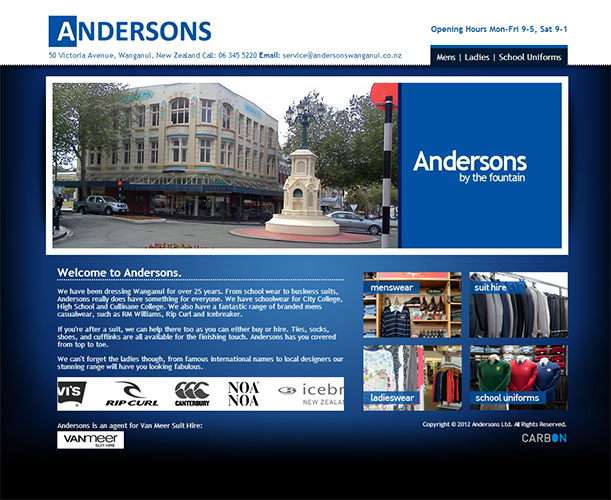 ANDERSONS
Opening Hours Mon-Fri 9-5, Sat 9-1
50 Victoria Avenue, Wanganui, New Zealand Call: 06 345 5220 Email: service@andersonswanganui.co.nz
Mens | Ladies | School Uniforms
Andersons
by the fountain
Welcome to Andersons.
We have been dressing Wanganui for over 25 years. From school wear to business suits,
Andersons really does have something for everyone. We have schoolwear for City College,
High School and Cullinane College. We also have a fantastic range of branded mens
casualwear, such as RM Williams, Rip Curl and Icebreaker.
If you're after a suit, we can help there too as you can either buy or hire. Ties, socks,
shoes, and cufflinks are all available for the finishing touch. Andersons has you covered
from top to toe.
We can't forget the ladies though, from famous international names to local designers our
stunning range will have you looking fabulous.
menswear
suit hire
ladieswear
school uniforms
VI'S
RIP CURL
CANTERBURY
NOA NOA
icebr
NEW ZEALA
Andersons is an agent for Van Meer Suit Hire:
VANMEER
SUIT HIRE
Copyright © 2012 Andersons Ltd. All Rights Reserved.
CARBON